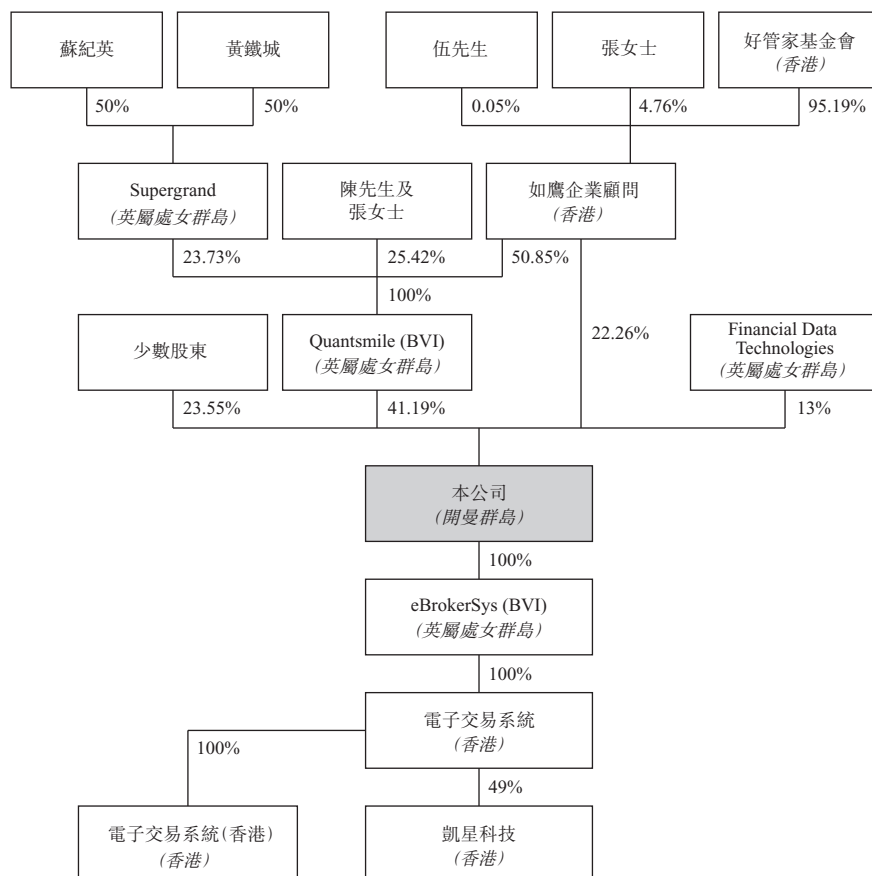 蘇紀英
黃鐵城
伍先生
張女士
好管家基金會
(香港)
50%
50%
0.05%
4.76%
95.19%
Supergrand
(英屬處女群島)
陳先生及
張女士
如鷹企業顧問
(香港)
23.73%
25.42%
50.85%
100%
少數股東
Quantsmile (BVI)
(英屬處女群島)
22.26%
Financial Data
Technologies
(英屬處女群島)
23.55%
41.19%
13%
本公司
(開曼群島)
100%
eBrokerSys (BVI)
(英屬處女群島)
100%
電子交易系統
(香港)
100%
49%
電子交易系統(香港)
(香港)
凱星科技
(香港)